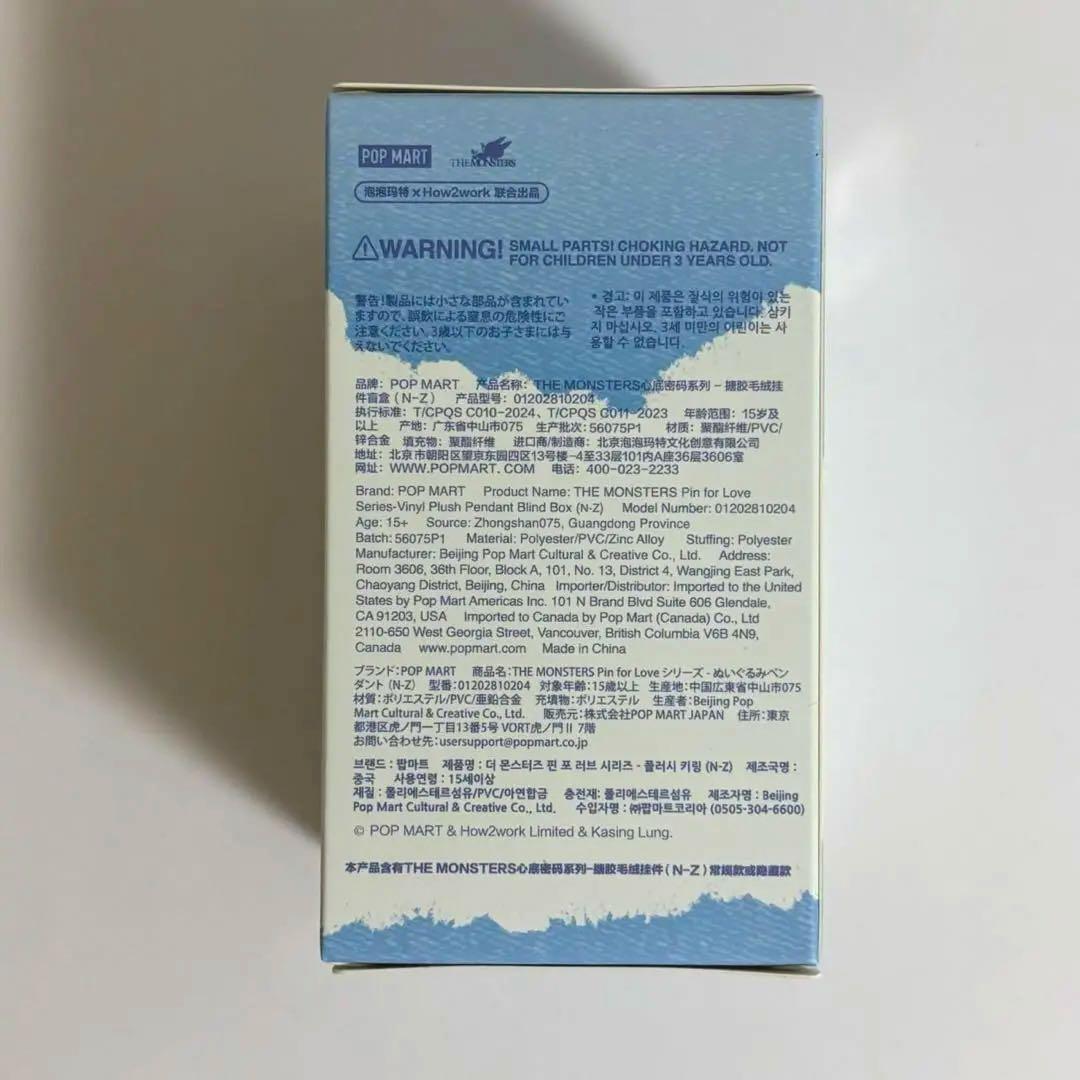 POP MART THE MONSTERS
泡泡玛特 × How2work 联合出品
⚠WARNING! SMALL PARTS! CHOKING HAZARD. NOT
FOR CHILDREN UNDER 3 YEARS OLD.
警告!製品には小さな部品が含まれてい
ますので、誤飲による窒息の危険性にご
注意ください。3歳以下のお子さまには与
えないでください。
• 경고: 이 제품은 질식의 위험이 있는
작은 부품을 포함하고 있습니다. 삼키
지 마십시오. 3세 미만의 어린이는 사
용할 수 없습니다.
品牌: POP MART 产品名称: THE MONSTERS心底密码系列 – 搪胶毛绒挂
件盲盒 (N-Z) 产品型号: 01202810204
执行标准: T/CPQS C010-2024、T/CPQS C011-2023 年龄范围: 15岁及
以上 产地: 广东省中山市075 生产批次: 56075P1 材质: 聚酯纤维/PVC/
锌合金 填充物: 聚酯纤维 进口商/制造商: 北京泡泡玛特文化创意有限公司
地址: 北京市朝阳区望京东园四区13号楼-4至33层101内A座36层3606室
网址: WWW.POPMART.COM 电话: 400-023-2233
Brand: POP MART Product Name: THE MONSTERS Pin for Love
Series-Vinyl Plush Pendant Blind Box (N-Z) Model Number: 01202810204
Age: 15+ Source: Zhongshan075, Guangdong Province
Batch: 56075P1 Material: Polyester/PVC/Zinc Alloy Stuffing: Polyester
Manufacturer: Beijing Pop Mart Cultural & Creative Co., Ltd. Address:
Room 3606, 36th Floor, Block A, 101, No. 13, District 4, Wangjing East Park,
Chaoyang District, Beijing, China Importer/Distributor: Imported to the United
States by Pop Mart Americas Inc. 101 N Brand Blvd Suite 606 Glendale,
CA 91203, USA Imported to Canada by Pop Mart (Canada) Co., Ltd
2110-650 West Georgia Street, Vancouver, British Columbia V6B 4N9,
Canada www.popmart.com Made in China
ブランド:POP MART 商品名:THE MONSTERS Pin for Love シリーズ - ぬいぐるみペン
ダント (N-Z) 型番:01202810204 対象年齢:15歳以上 生産地:中国広東省中山市075
材質:ポリエステル/PVC/亜鉛合金 充填物:ポリエステル 生産者:Beijing Pop
Mart Cultural & Creative Co., Ltd. 販売元:株式会社POP MART JAPAN 住所:東京
都港区虎ノ門一丁目13番5号 VORT虎ノ門Ⅱ 7階
お問い合わせ先:usersupport@popmart.co.jp
브랜드 : 팝마트 제품명 : 더 몬스터즈 핀 포 러브 시리즈 - 플러시 키링 (N-Z) 제조국명 :
중국 사용연령 : 15세이상
재질 : 폴리에스테르섬유/PVC/아연합금 충전재: 폴리에스테르섬유 제조자명 : Beijing
Pop Mart Cultural & Creative Co., Ltd. 수입자명 : ㈜팝마트코리아 (0505-304-6600)
© POP MART & How2work Limited & Kasing Lung.
本产品含有THE MONSTERS心底密码系列–搪胶毛绒挂件 (N-Z) 常规款或隐藏款